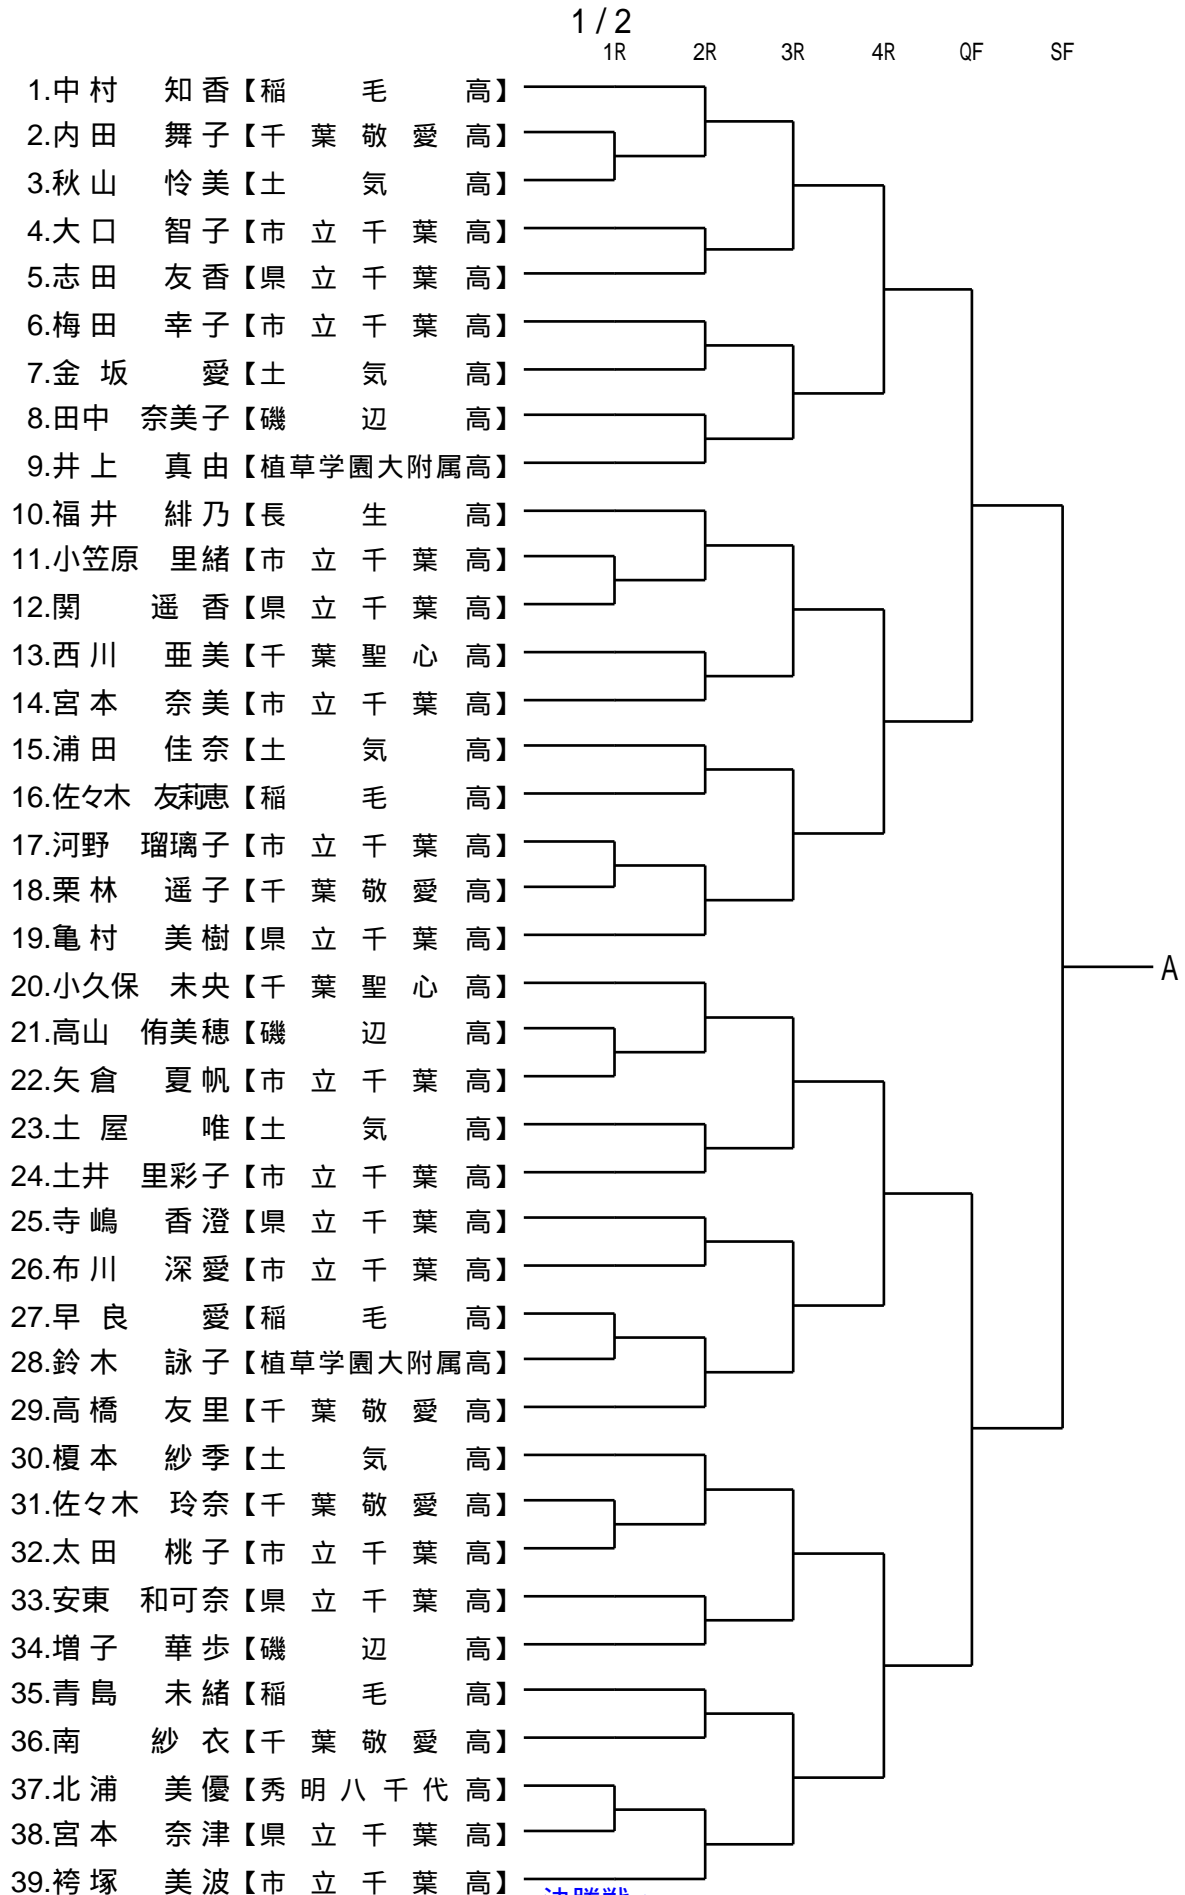 1 / 2
1R 2R 3R 4R QF SF
1.中村 知香【稲毛高】
2.内田 舞子【千葉敬愛高】
3.秋山 怜美【土気高】
4.大口 智子【市立千葉高】
5.志田 友香【県立千葉高】
6.梅田 幸子【市立千葉高】
7.金坂 愛【土気高】
8.田中 奈美子【磯辺高】
9.井上 真由【植草学園大附属高】
10.福井 緋乃【長生高】
11.小笠原 里緒【市立千葉高】
12.関 遥香【県立千葉高】
13.西川 亜美【千葉聖心高】
14.宮本 奈美【市立千葉高】
15.浦田 佳奈【土気高】
16.佐々木 友莉恵【稲毛高】
17.河野 瑠璃子【市立千葉高】
18.栗林 遥子【千葉敬愛高】
19.亀村 美樹【県立千葉高】
A
20.小久保 未央【千葉聖心高】
21.高山 侑美穂【磯辺高】
22.矢倉 夏帆【市立千葉高】
23.土屋 唯【土気高】
24.土井 里彩子【市立千葉高】
25.寺嶋 香澄【県立千葉高】
26.布川 深愛【市立千葉高】
27.早良 愛【稲毛高】
28.鈴木 詠子【植草学園大附属高】
29.高橋 友里【千葉敬愛高】
30.榎本 紗季【土気高】
31.佐々木 玲奈【千葉敬愛高】
32.太田 桃子【市立千葉高】
33.安東 和可奈【県立千葉高】
34.増子 華歩【磯辺高】
35.青島 未緒【稲毛高】
36.南 紗衣【千葉敬愛高】
37.北浦 美優【秀明八千代高】
38.宮本 奈津【県立千葉高】
39.袴塚 美波【市立千葉高】
決勝戦